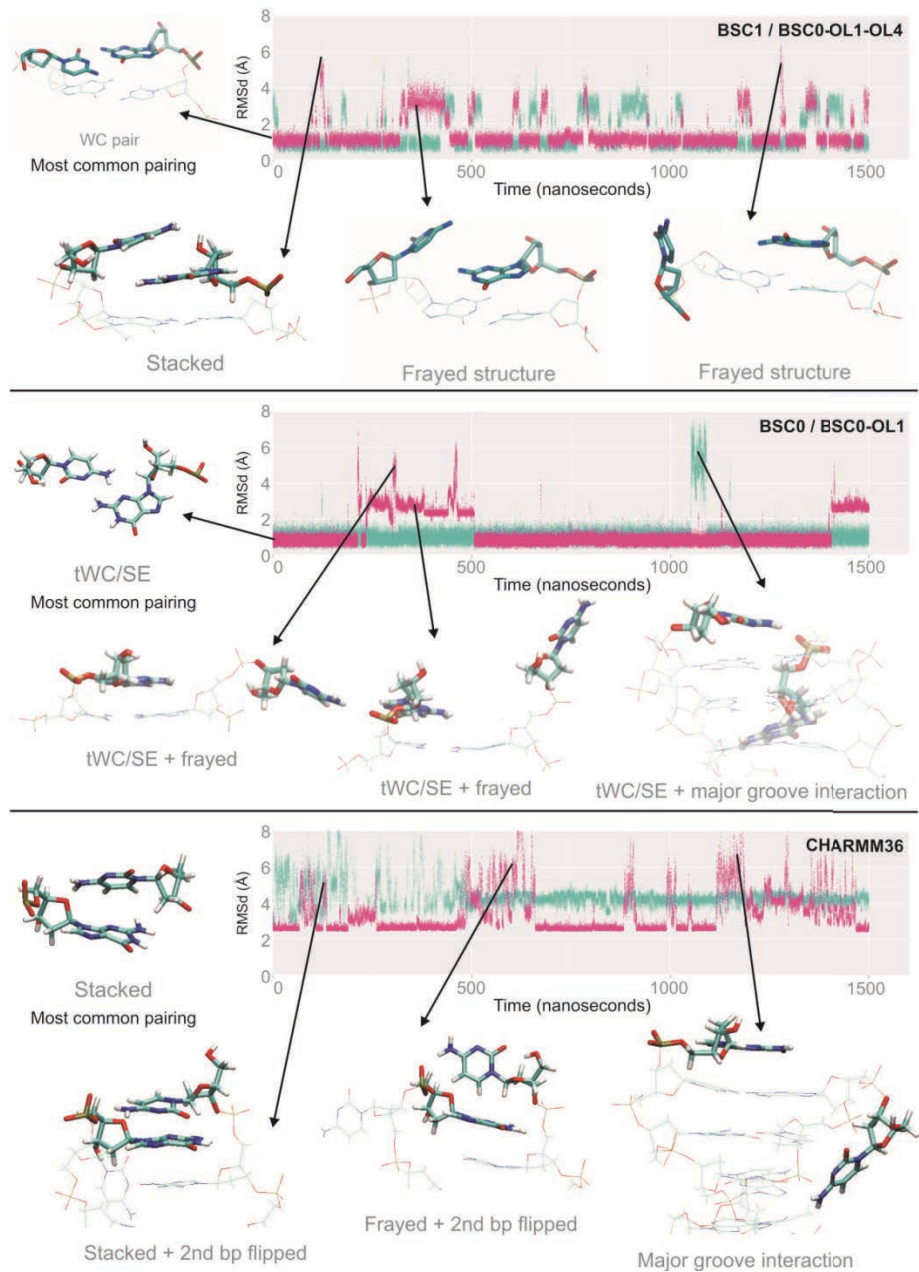 BSC1 / BSC0-OL1-OL4
RMSd (Å)
8
6
4
2
0
0
500
1000
1500
Time (nanoseconds)
WC pair
Most common pairing
Stacked
Frayed structure
Frayed structure
BSC0 / BSC0-OL1
RMSd (Å)
8
6
4
2
0
0
500
1000
1500
Time (nanoseconds)
tWC/SE
Most common pairing
tWC/SE + frayed
tWC/SE + frayed
tWC/SE + major groove interaction
CHARMM36
RMSd (Å)
8
6
4
2
0
0
500
1000
1500
Time (nanoseconds)
Stacked
Most common pairing
Stacked + 2nd bp flipped
Frayed + 2nd bp flipped
Major groove interaction